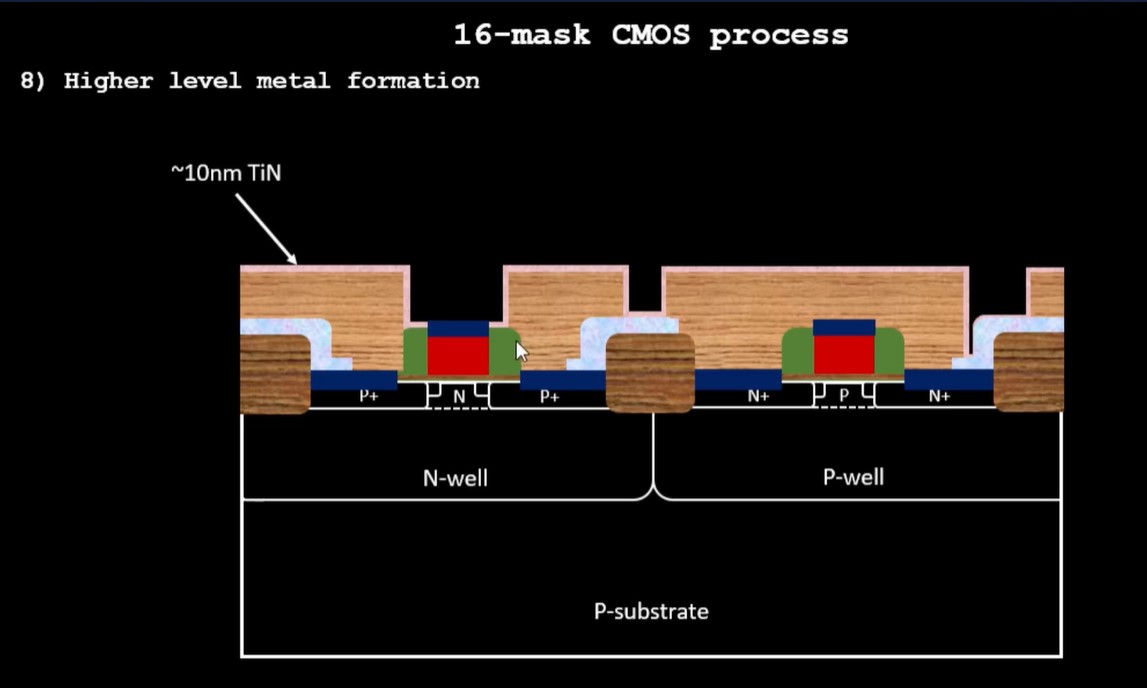 16-mask CMOS process
8) Higher level metal formation
~10nm TiN
P+ N P+ N+ P N+
N-well P-well
P-substrate